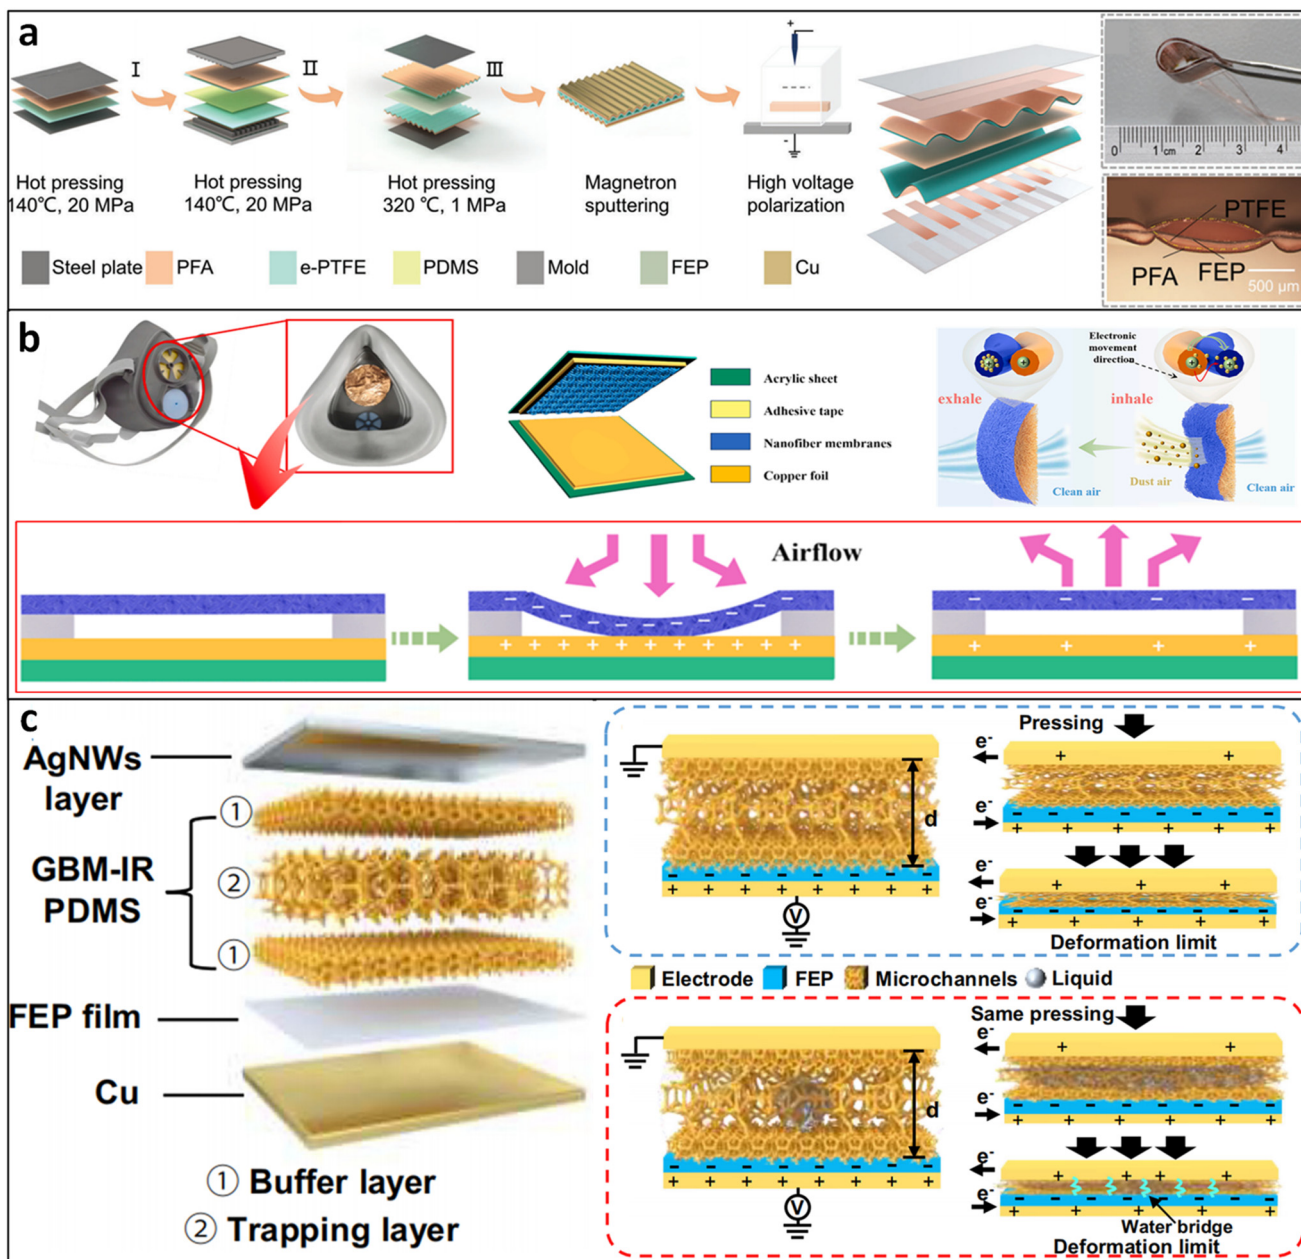 a
I
II
III
+
-
Hot pressing
140℃, 20 MPa
Hot pressing
140℃, 20 MPa
Hot pressing
320 ℃, 1 MPa
Magnetron
sputtering
High voltage
polarization
0 1 cm 2 3 4
PTFE
PFA
FEP
500 µm
Steel plate
PFA
e-PTFE
PDMS
Mold
FEP
Cu
b
Acrylic sheet
Adhesive tape
Nanofiber membranes
Copper foil
Electronic
movement
direction
exhale
inhale
Clean air
Dust air
Clean air
Airflow
c
AgNWs
layer
GBM-IR
PDMS
FEP film
Cu
①
②
①
① Buffer layer
② Trapping layer
d
V
Pressing
e-
e-
e-
e-
Deformation limit
Electrode
FEP
Microchannels
Liquid
d
V
Same pressing
e-
e-
e-
e-
Water bridge
Deformation limit